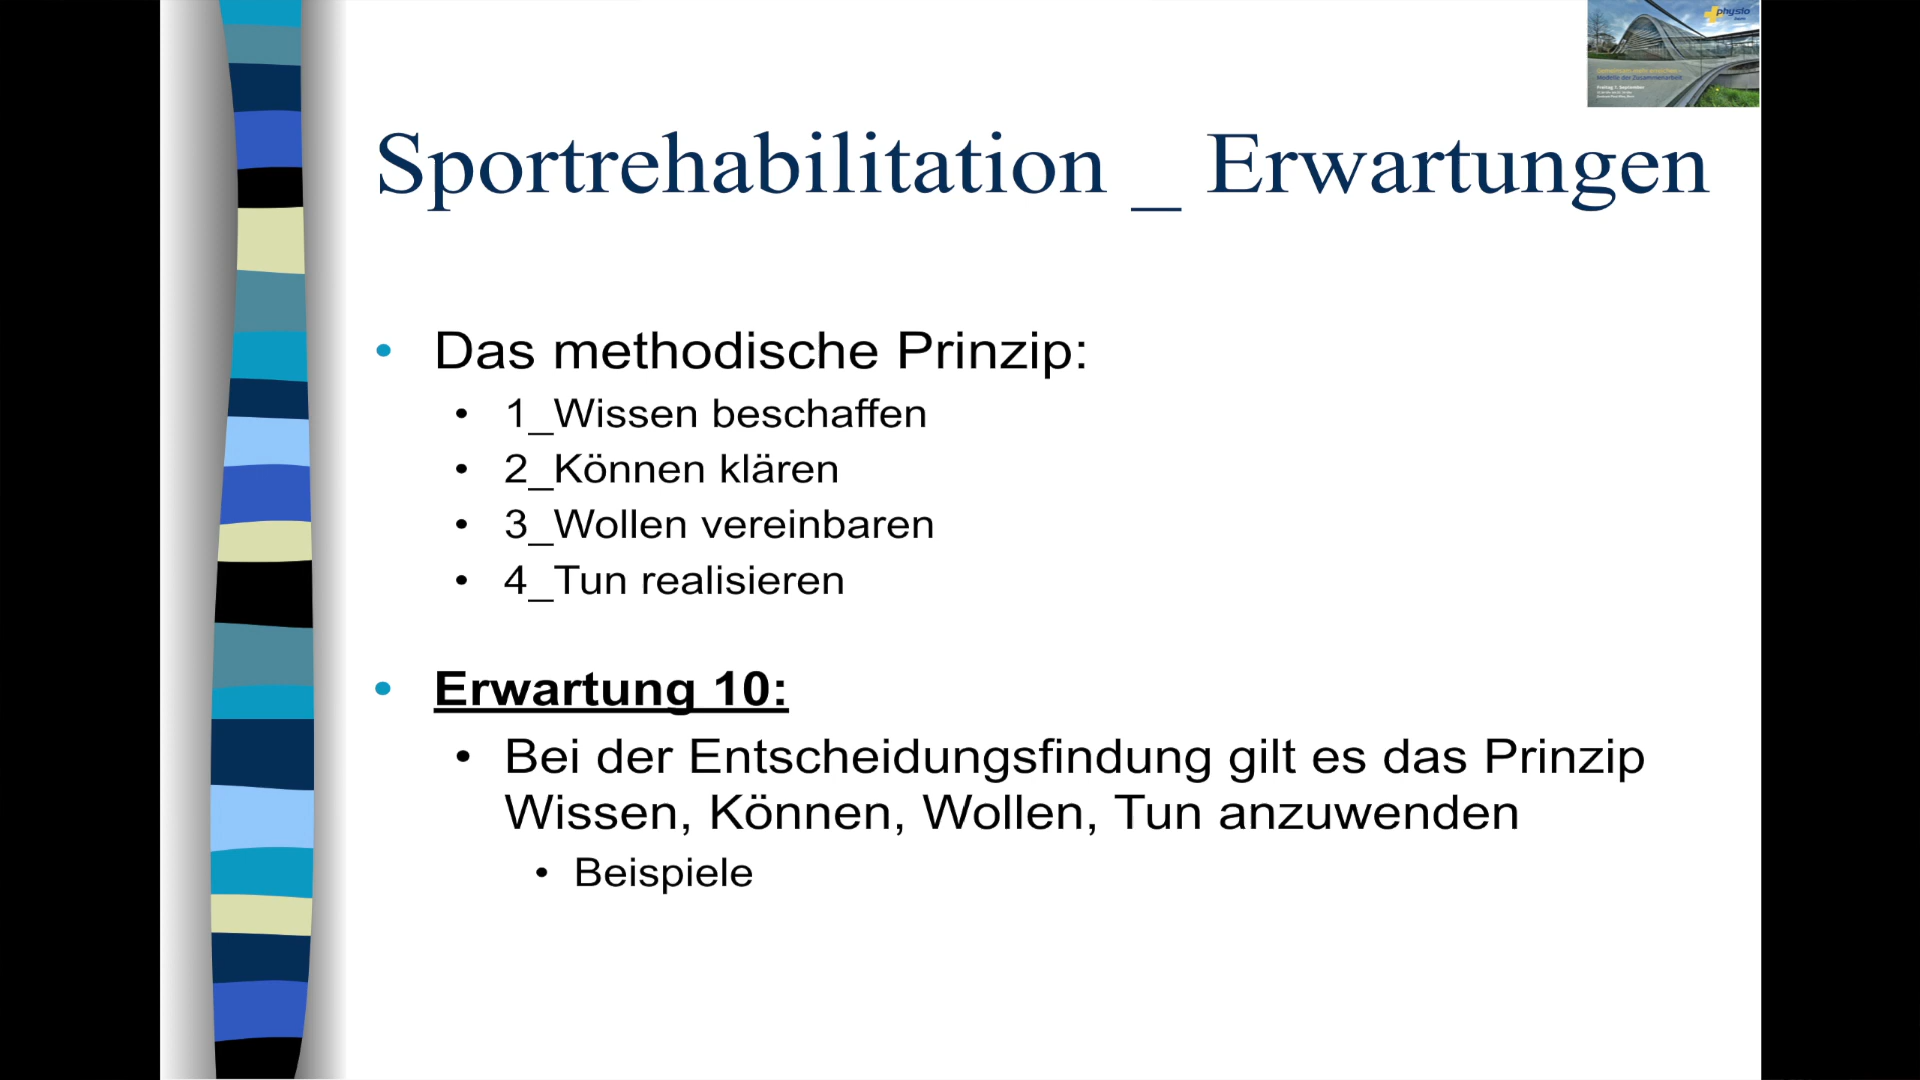 physio
Sportrehabilitation _ Erwartungen
• Das methodische Prinzip:
• 1_Wissen beschaffen
• 2_Können klären
• 3_Wollen vereinbaren
• 4_Tun realisieren
• Erwartung 10:
• Bei der Entscheidungsfindung gilt es das Prinzip
Wissen, Können, Wollen, Tun anzuwenden
• Beispiele